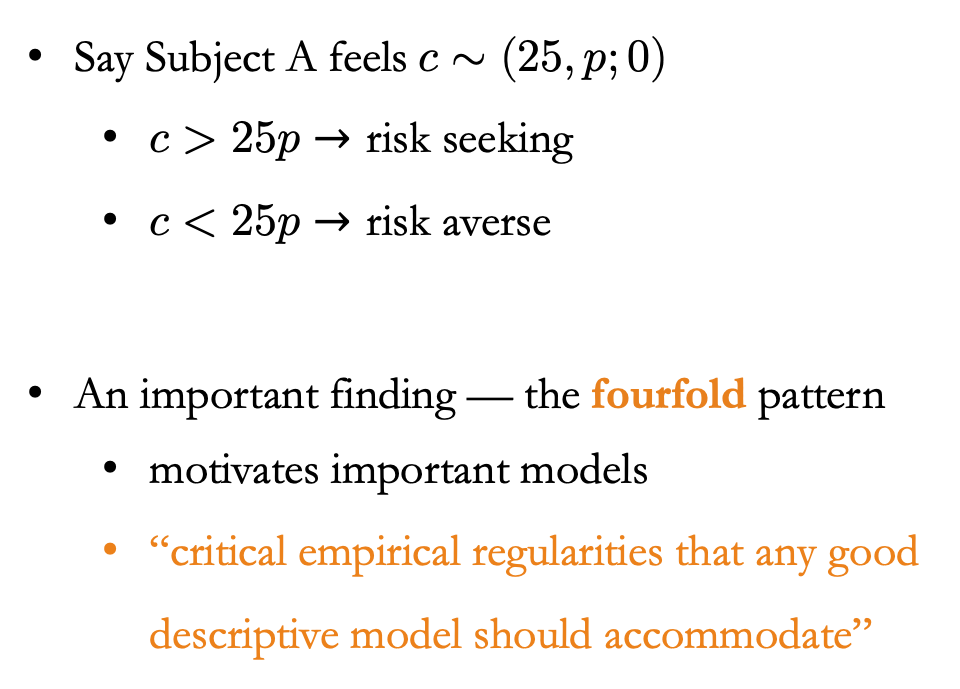 • Say Subject A feels c ∼ (25, p; 0)
• c > 25p → risk seeking
• c < 25p → risk averse
• An important finding — the fourfold pattern
• motivates important models
• “critical empirical regularities that any good
descriptive model should accommodate”